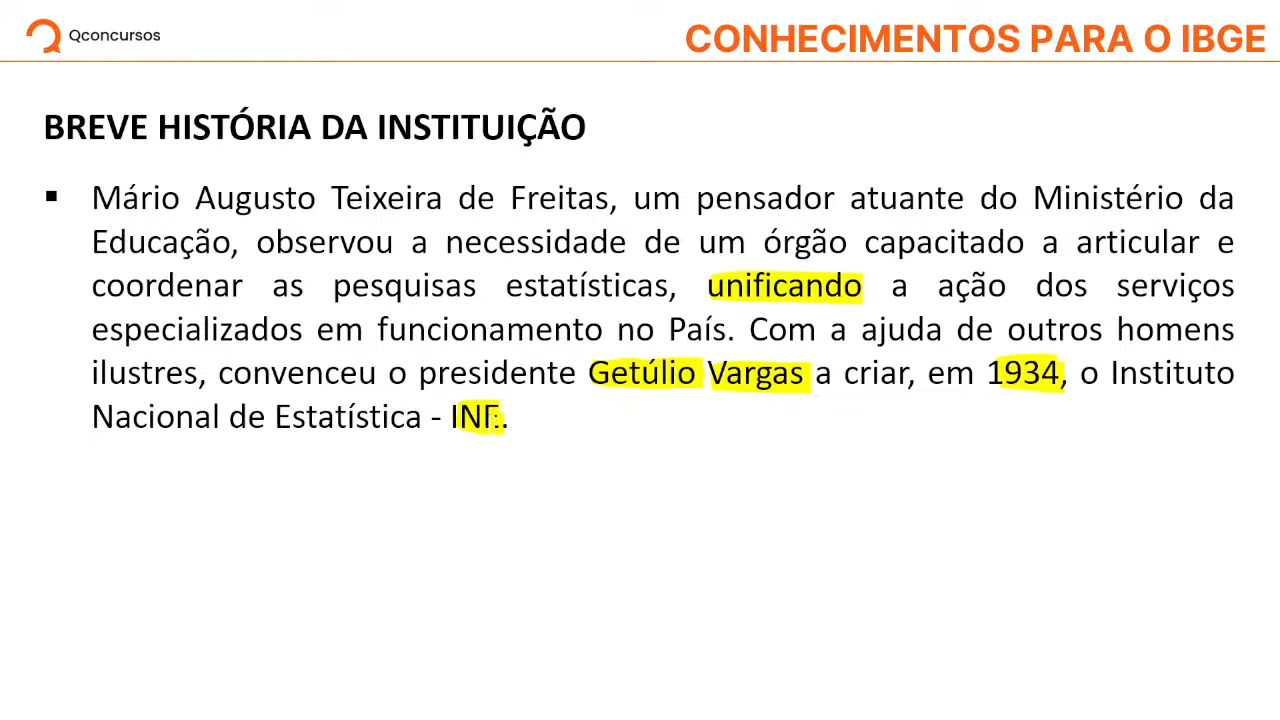 Qconcursos
CONHECIMENTOS PARA O IBGE
BREVE HISTÓRIA DA INSTITUIÇÃO
▪ Mário Augusto Teixeira de Freitas, um pensador atuante do Ministério da
Educação, observou a necessidade de um órgão capacitado a articular e
coordenar as pesquisas estatísticas, unificando a ação dos serviços
especializados em funcionamento no País. Com a ajuda de outros homens
ilustres, convenceu o presidente Getúlio Vargas a criar, em 1934, o Instituto
Nacional de Estatística - INE.